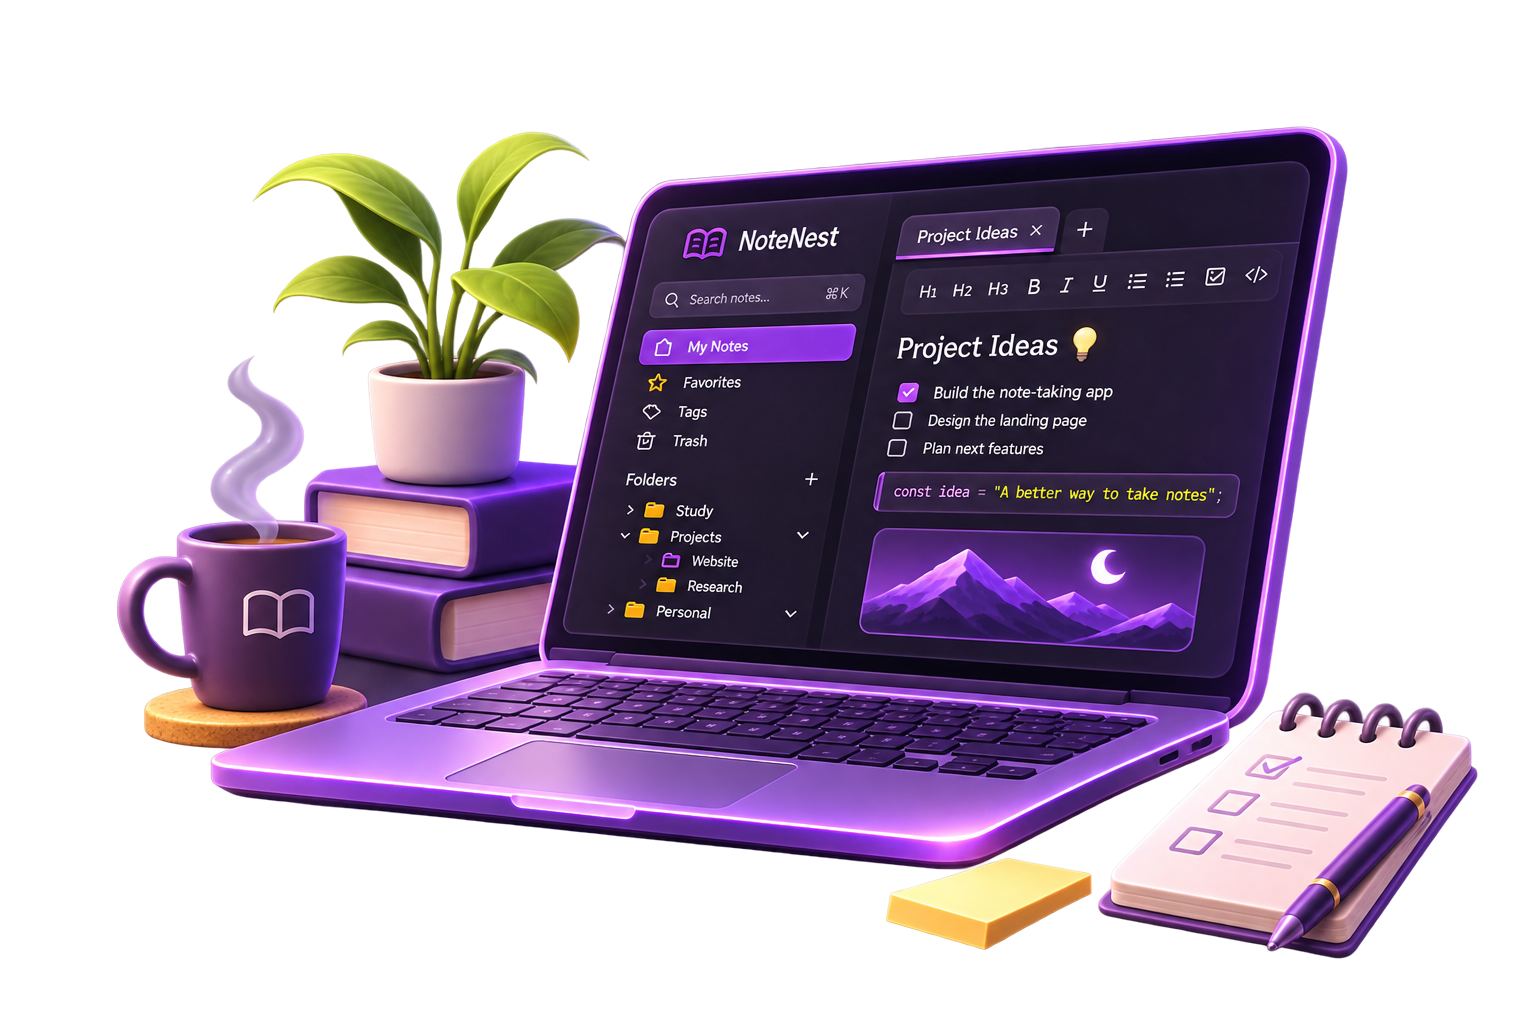 NoteNest
Search notes... ⌘K
My Notes
Favorites
Tags
Trash
Folders +
Study
Projects
Website
Research
Personal
Project Ideas × +
H1 H2 H3 B I U </>
Project Ideas 💡
Build the note-taking app
Design the landing page
Plan next features
const idea = "A better way to take notes";